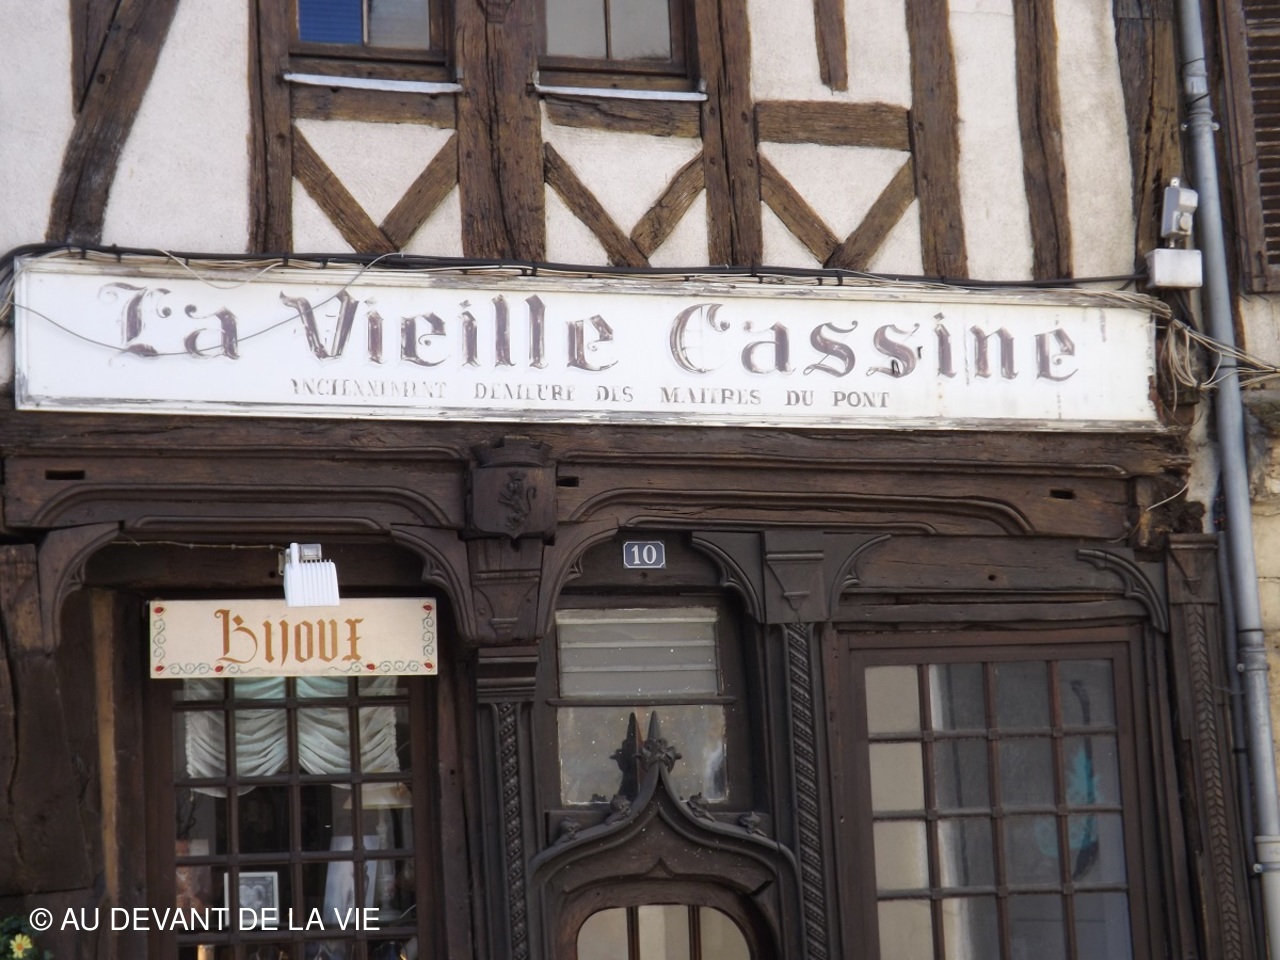 La Vieille Cassine
ANCIENNEMENT DEMEURE DES MAITRES DU PONT
10
BIJOUX
© AU DEVANT DE LA VIE